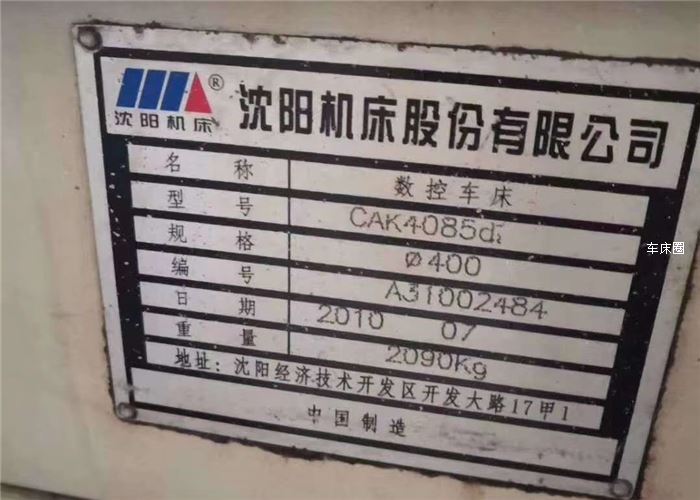 沈阳机床® 沈阳机床股份有限公司
名称 数控车床
型号 CAK4085di
规格 ø400
编号 A31002484
日期 2010 07
重量 2090Kg
地址：沈阳经济技术开发区开发大路17甲1
中国制造
车床圈